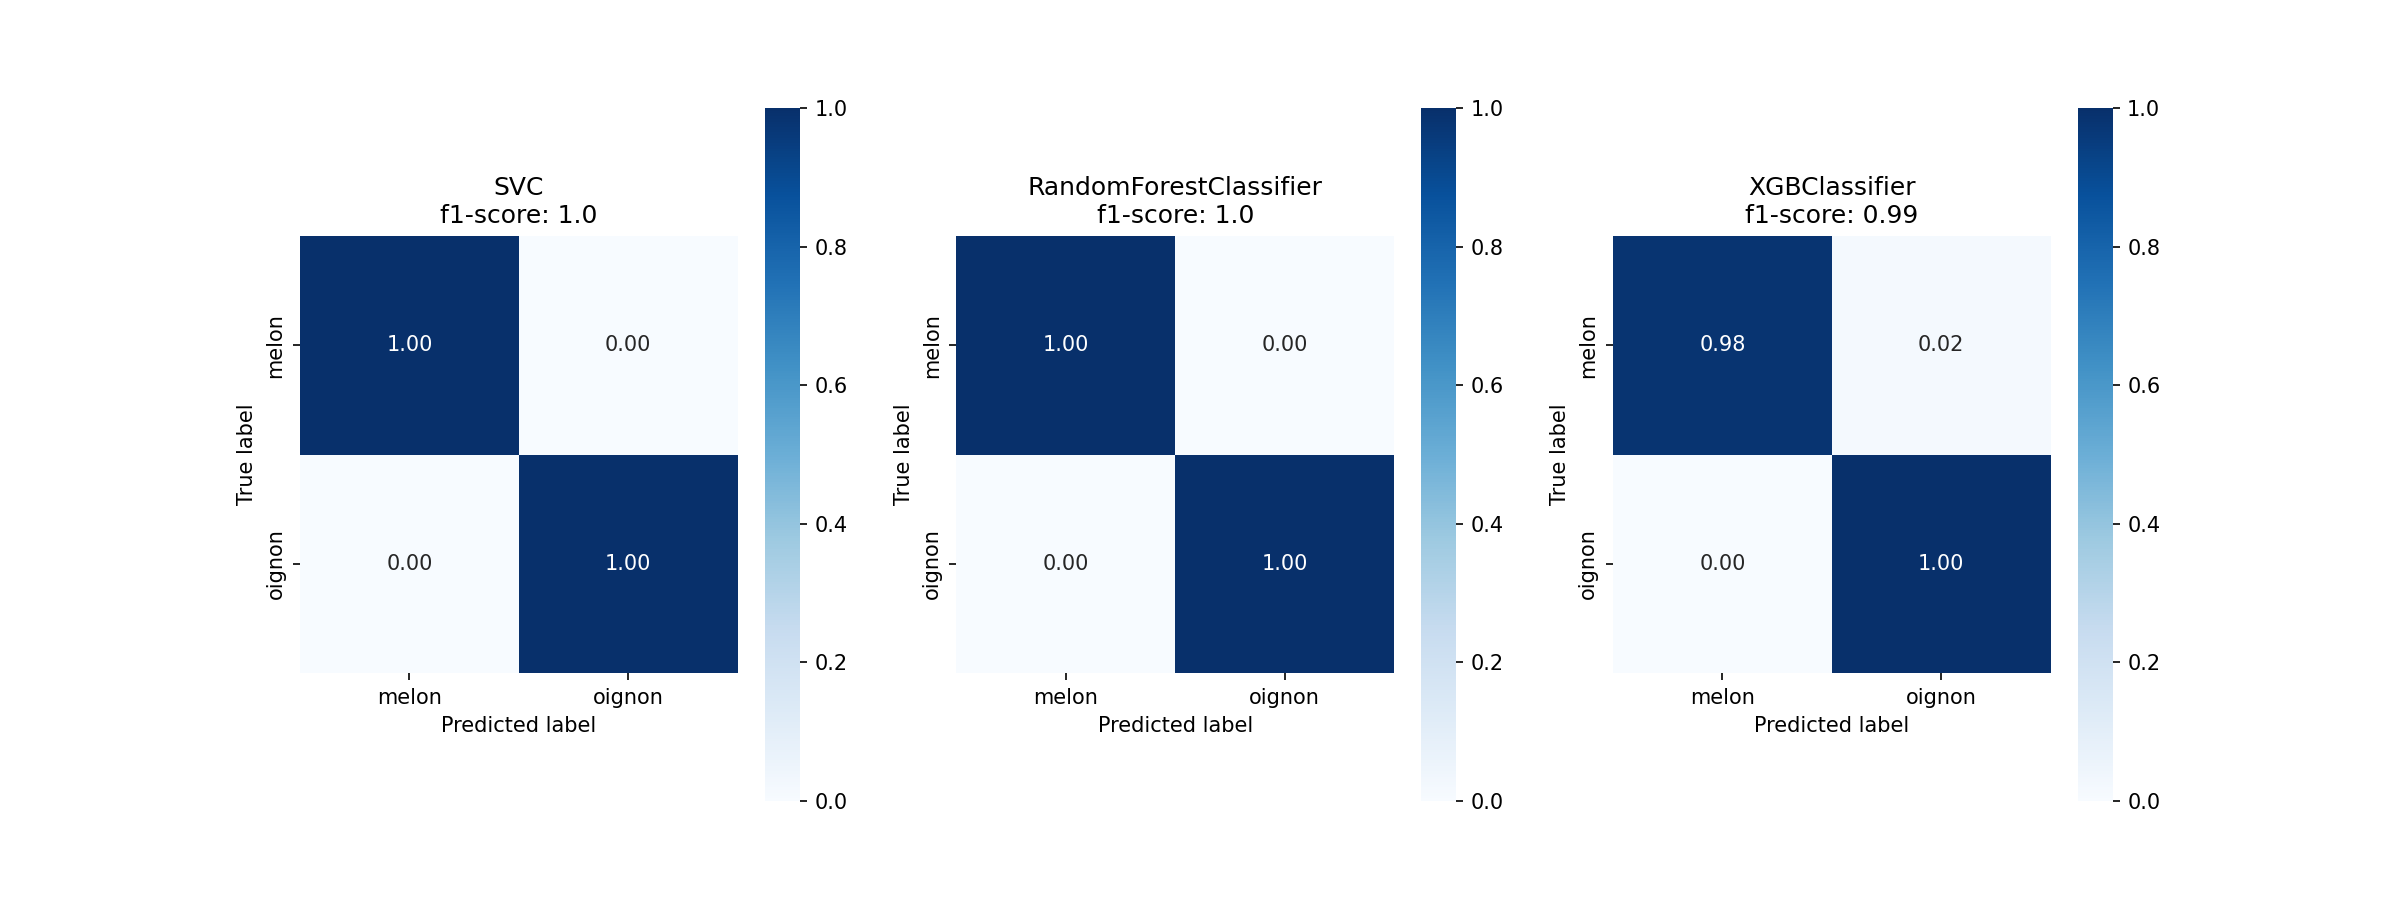 SVC
f1-score: 1.0
1.0
0.8
0.6
0.4
0.2
0.0
True label
melon
oignon
1.00
0.00
0.00
1.00
melon
oignon
Predicted label
RandomForestClassifier
f1-score: 1.0
1.0
0.8
0.6
0.4
0.2
0.0
True label
melon
oignon
1.00
0.00
0.00
1.00
melon
oignon
Predicted label
XGBClassifier
f1-score: 0.99
1.0
0.8
0.6
0.4
0.2
0.0
True label
melon
oignon
0.98
0.02
0.00
1.00
melon
oignon
Predicted label